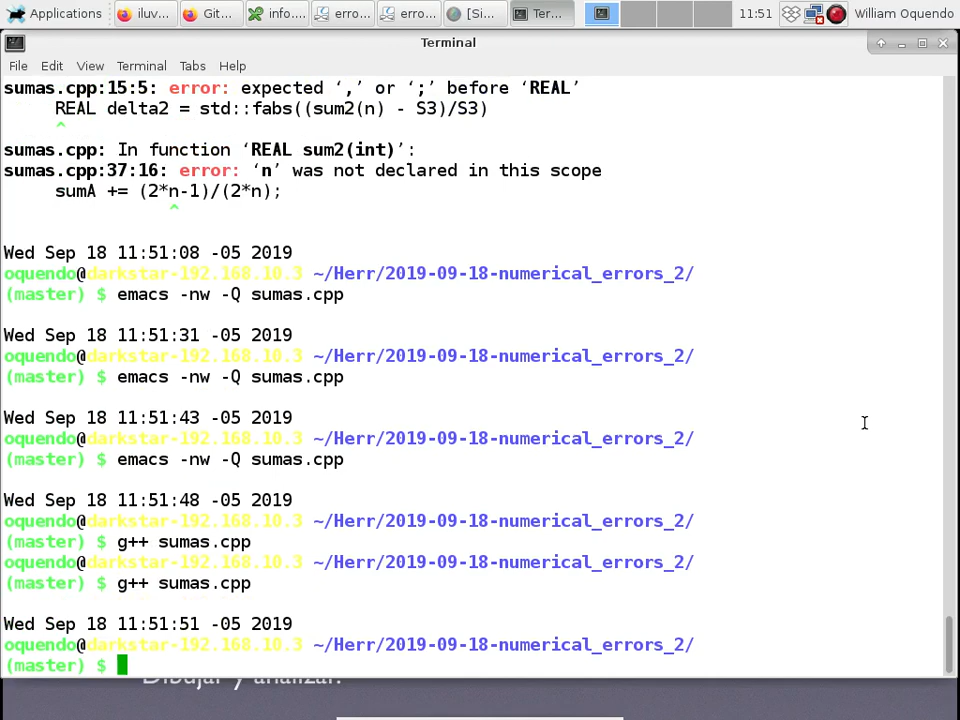 Applications iluv... Git... info.... erro... erro... [Si... Ter... 11:51 William Oquendo
Terminal
File Edit View Terminal Tabs Help
sumas.cpp:15:5: error: expected ‘,’ or ‘;’ before ‘REAL’
REAL delta2 = std::fabs((sum2(n) - S3)/S3)
^
sumas.cpp: In function ‘REAL sum2(int)’:
sumas.cpp:37:16: error: ‘n’ was not declared in this scope
sumA += (2*n-1)/(2*n);
^
Wed Sep 18 11:51:08 -05 2019
oquendo@darkstar-192.168.10.3 ~/Herr/2019-09-18-numerical_errors_2/
(master) $ emacs -nw -Q sumas.cpp
Wed Sep 18 11:51:31 -05 2019
oquendo@darkstar-192.168.10.3 ~/Herr/2019-09-18-numerical_errors_2/
(master) $ emacs -nw -Q sumas.cpp
Wed Sep 18 11:51:43 -05 2019
oquendo@darkstar-192.168.10.3 ~/Herr/2019-09-18-numerical_errors_2/
(master) $ emacs -nw -Q sumas.cpp
Wed Sep 18 11:51:48 -05 2019
oquendo@darkstar-192.168.10.3 ~/Herr/2019-09-18-numerical_errors_2/
(master) $ g++ sumas.cpp
oquendo@darkstar-192.168.10.3 ~/Herr/2019-09-18-numerical_errors_2/
(master) $ g++ sumas.cpp
Wed Sep 18 11:51:51 -05 2019
oquendo@darkstar-192.168.10.3 ~/Herr/2019-09-18-numerical_errors_2/
(master) $
Dibujar y analizar.